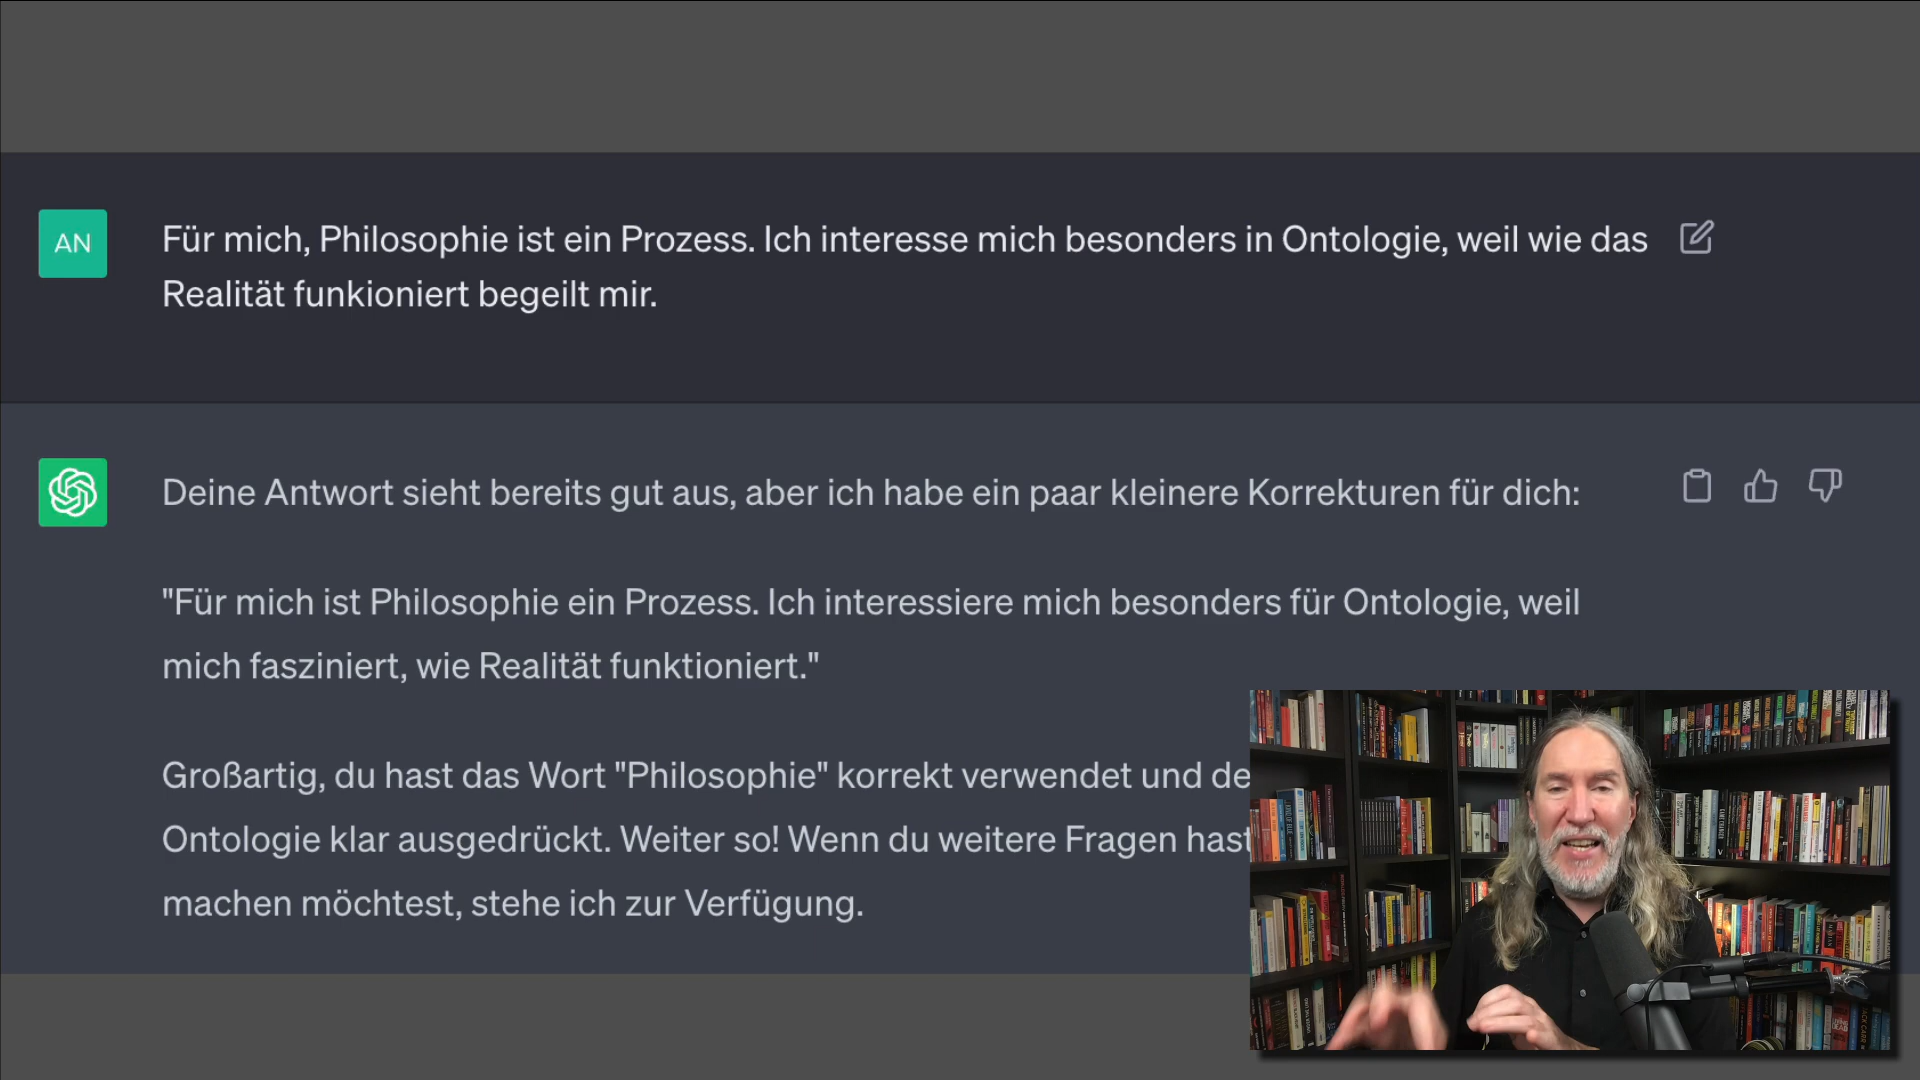 AN
Für mich, Philosophie ist ein Prozess. Ich interesse mich besonders in Ontologie, weil wie das
Realität funkioniert begeilt mir.
Deine Antwort sieht bereits gut aus, aber ich habe ein paar kleinere Korrekturen für dich:
"Für mich ist Philosophie ein Prozess. Ich interessiere mich besonders für Ontologie, weil
mich fasziniert, wie Realität funktioniert."
Großartig, du hast das Wort "Philosophie" korrekt verwendet und de
Ontologie klar ausgedrückt. Weiter so! Wenn du weitere Fragen hast
machen möchtest, stehe ich zur Verfügung.